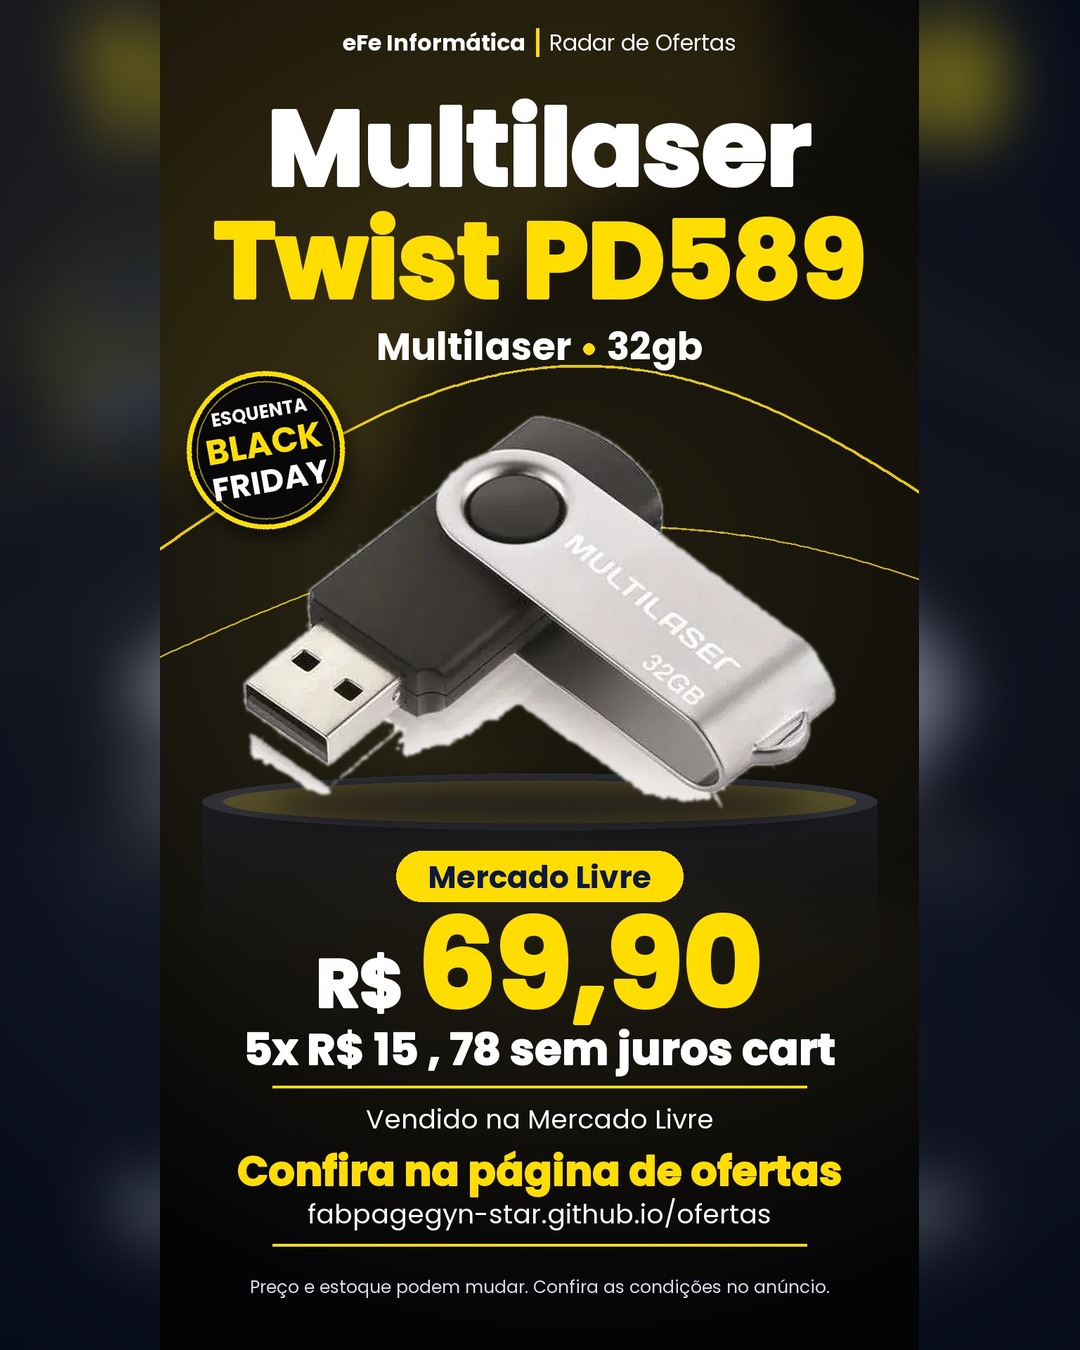 eFe Informática | Radar de Ofertas
Multilaser
Twist PD589
Multilaser • 32gb
ESQUENTA
BLACK
FRIDAY
MULTILASER
32GB
Mercado Livre
R$ 69,90
5x R$ 15 , 78 sem juros cart
Vendido na Mercado Livre
Confira na página de ofertas
fabpagegyn-star.github.io/ofertas
Preço e estoque podem mudar. Confira as condições no anúncio.